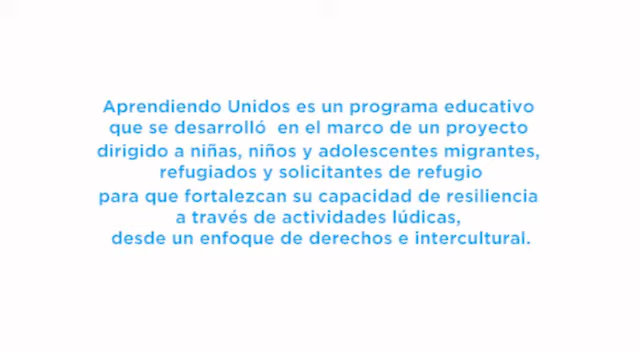 Aprendiendo Unidos es un programa educativo
que se desarrolló en el marco de un proyecto
dirigido a niñas, niños y adolescentes migrantes,
refugiados y solicitantes de refugio
para que fortalezcan su capacidad de resiliencia
a través de actividades lúdicas,
desde un enfoque de derechos e intercultural.